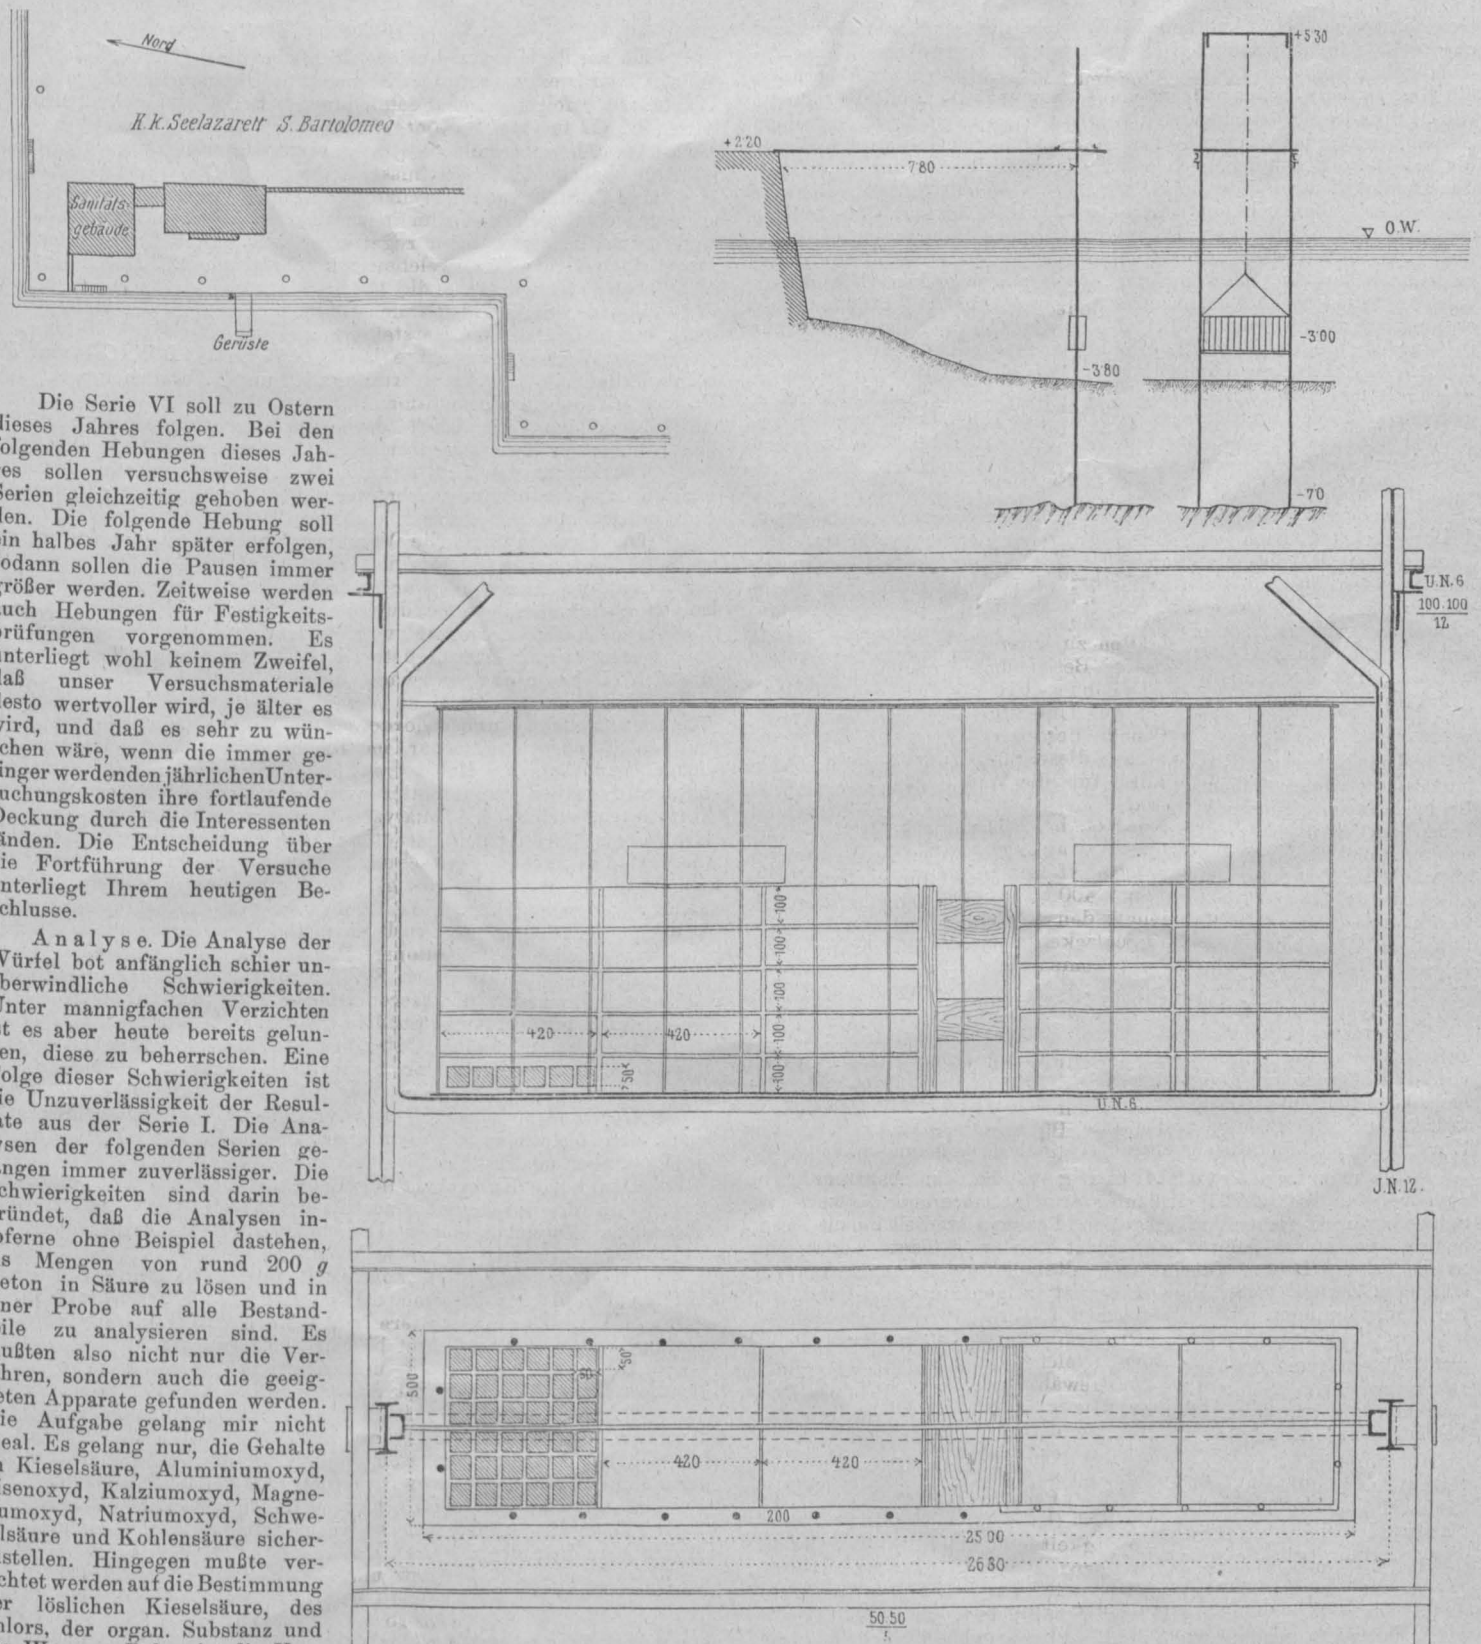 Nord
K. k. Seelazarett S. Bartolomeo
Sanitäts-
gebäude
Gerüste
+5 30
+2 20
7 80
O.W.
-3 00
-3 80
-7 0
Die Serie VI soll zu Ostern
dieses Jahres folgen. Bei den
folgenden Hebungen dieses Jah-
res sollen versuchsweise zwei
Serien gleichzeitig gehoben wer-
den. Die folgende Hebung soll
ein halbes Jahr später erfolgen,
sodann sollen die Pausen immer
größer werden. Zeitweise werden
auch Hebungen für Festigkeits-
prüfungen vorgenommen. Es
unterliegt wohl keinem Zweifel,
daß unser Versuchsmateriale
desto wertvoller wird, je älter es
wird, und daß es sehr zu wün-
schen wäre, wenn die immer ge-
ringer werdenden jährlichen Unter-
suchungskosten ihre fortlaufende
Deckung durch die Interessenten
fänden. Die Entscheidung über
die Fortführung der Versuche
unterliegt Ihrem heutigen Be-
schlusse.
Analyse. Die Analyse der
Würfel bot anfänglich schier un-
überwindliche Schwierigkeiten.
Unter mannigfachen Verzichten
ist es aber heute bereits gelun-
gen, diese zu beherrschen. Eine
Folge dieser Schwierigkeiten ist
die Unzuverlässigkeit der Resul-
tate aus der Serie I. Die Ana-
lysen der folgenden Serien ge-
langen immer zuverlässiger. Die
Schwierigkeiten sind darin be-
gründet, daß die Analysen in-
soferne ohne Beispiel dastehen,
als Mengen von rund 200 g
Beton in Säure zu lösen und in
einer Probe auf alle Bestand-
teile zu analysieren sind. Es
mußten also nicht nur die Ver-
fahren, sondern auch die geeig-
neten Apparate gefunden werden.
Die Aufgabe gelang mir nicht
ideal. Es gelang nur, die Gehalte
an Kieselsäure, Aluminiumoxyd,
Eisenoxyd, Kalziumoxyd, Magne-
siumoxyd, Natriumoxyd, Schwe-
felsäure und Kohlensäure sicher-
zustellen. Hingegen mußte ver-
zichtet werden auf die Bestimmung
der löslichen Kieselsäure, des
Chlors, der organ. Substanz und
U.N.6
100.100
12
100
100
100
100
100
420
420
50
U.N.6.
J.N.12.
500
50
50
420
420
200
25 00
26 80
50.50
5